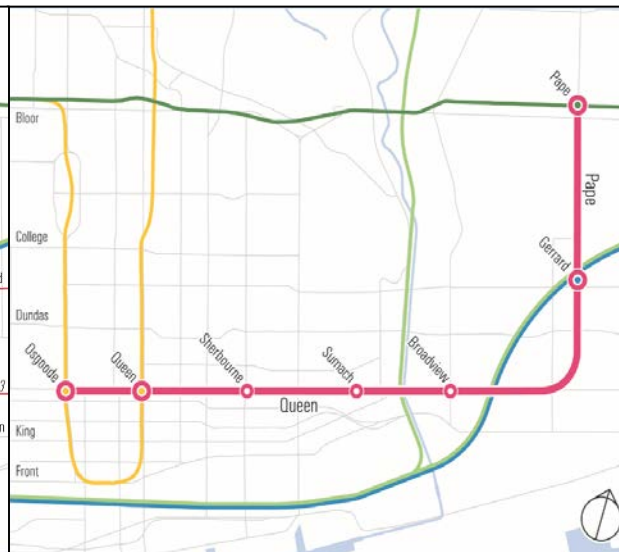 Pape
Bloor
Pape
College
Gerrard
Dundas
Osgoode
Queen
Sherbourne
Sumach
Broadview
Queen
King
Front